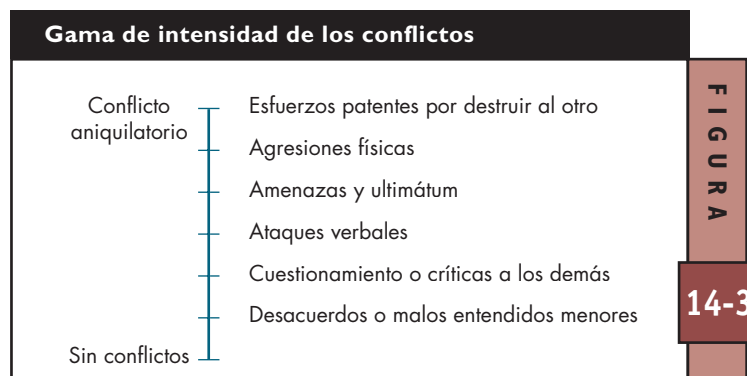 Gama de intensidad de los conflictos
Conflicto
aniquilatorio
Esfuerzos patentes por destruir al otro
Agresiones físicas
Amenazas y ultimátum
Ataques verbales
Cuestionamiento o críticas a los demás
Desacuerdos o malos entendidos menores
Sin conflictos
FIGURA
14-3